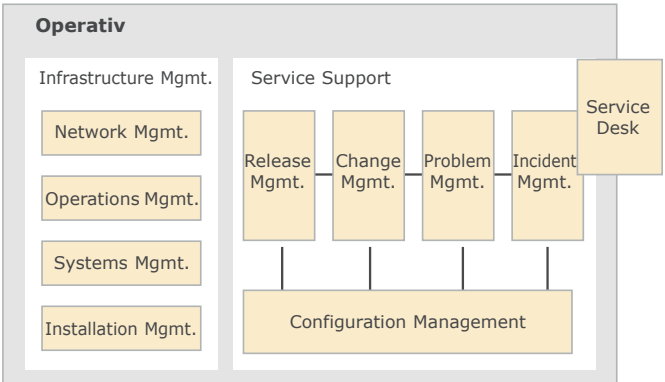 Operativ
Infrastructure Mgmt.
Network Mgmt.
Operations Mgmt.
Systems Mgmt.
Installation Mgmt.
Service Support
Release
Mgmt.
Change
Mgmt.
Problem
Mgmt.
Incident
Mgmt.
Service
Desk
Configuration Management